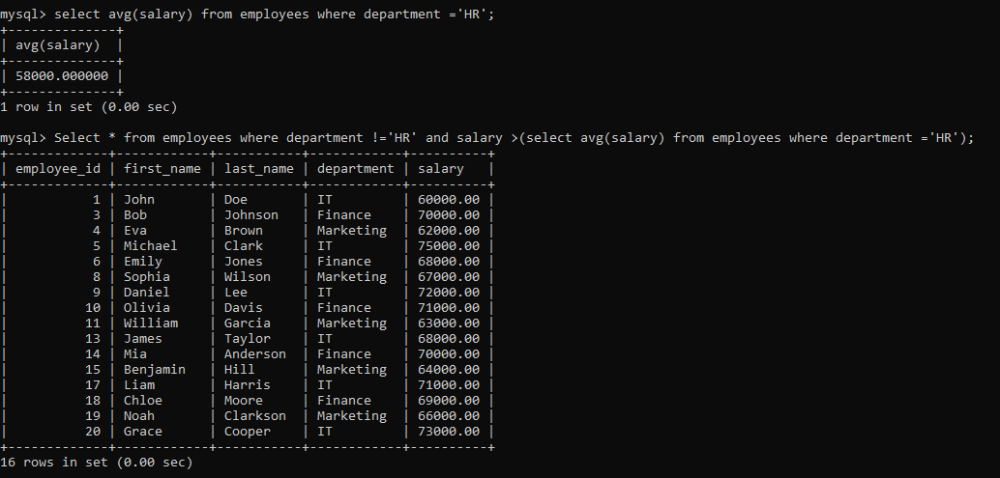 mysql> select avg(salary) from employees where department ='HR';
+--------------+
| avg(salary)  |
+--------------+
| 58000.000000 |
+--------------+
1 row in set (0.00 sec)
mysql> Select * from employees where department !='HR' and salary >(select avg(salary) from employees where department ='HR');
+-------------+------------+-----------+------------+----------+
| employee_id | first_name | last_name | department | salary   |
+-------------+------------+-----------+------------+----------+
|           1 | John       | Doe       | IT         | 60000.00 |
|           3 | Bob        | Johnson   | Finance    | 70000.00 |
|           4 | Eva        | Brown     | Marketing  | 62000.00 |
|           5 | Michael    | Clark     | IT         | 75000.00 |
|           6 | Emily      | Jones     | Finance    | 68000.00 |
|           8 | Sophia     | Wilson    | Marketing  | 67000.00 |
|           9 | Daniel     | Lee       | IT         | 72000.00 |
|          10 | Olivia     | Davis     | Finance    | 71000.00 |
|          11 | William    | Garcia    | Marketing  | 63000.00 |
|          13 | James      | Taylor    | IT         | 68000.00 |
|          14 | Mia        | Anderson  | Finance    | 70000.00 |
|          15 | Benjamin   | Hill      | Marketing  | 64000.00 |
|          17 | Liam       | Harris    | IT         | 71000.00 |
|          18 | Chloe      | Moore     | Finance    | 69000.00 |
|          19 | Noah       | Clarkson  | Marketing  | 66000.00 |
|          20 | Grace      | Cooper    | IT         | 73000.00 |
+-------------+------------+-----------+------------+----------+
16 rows in set (0.00 sec)